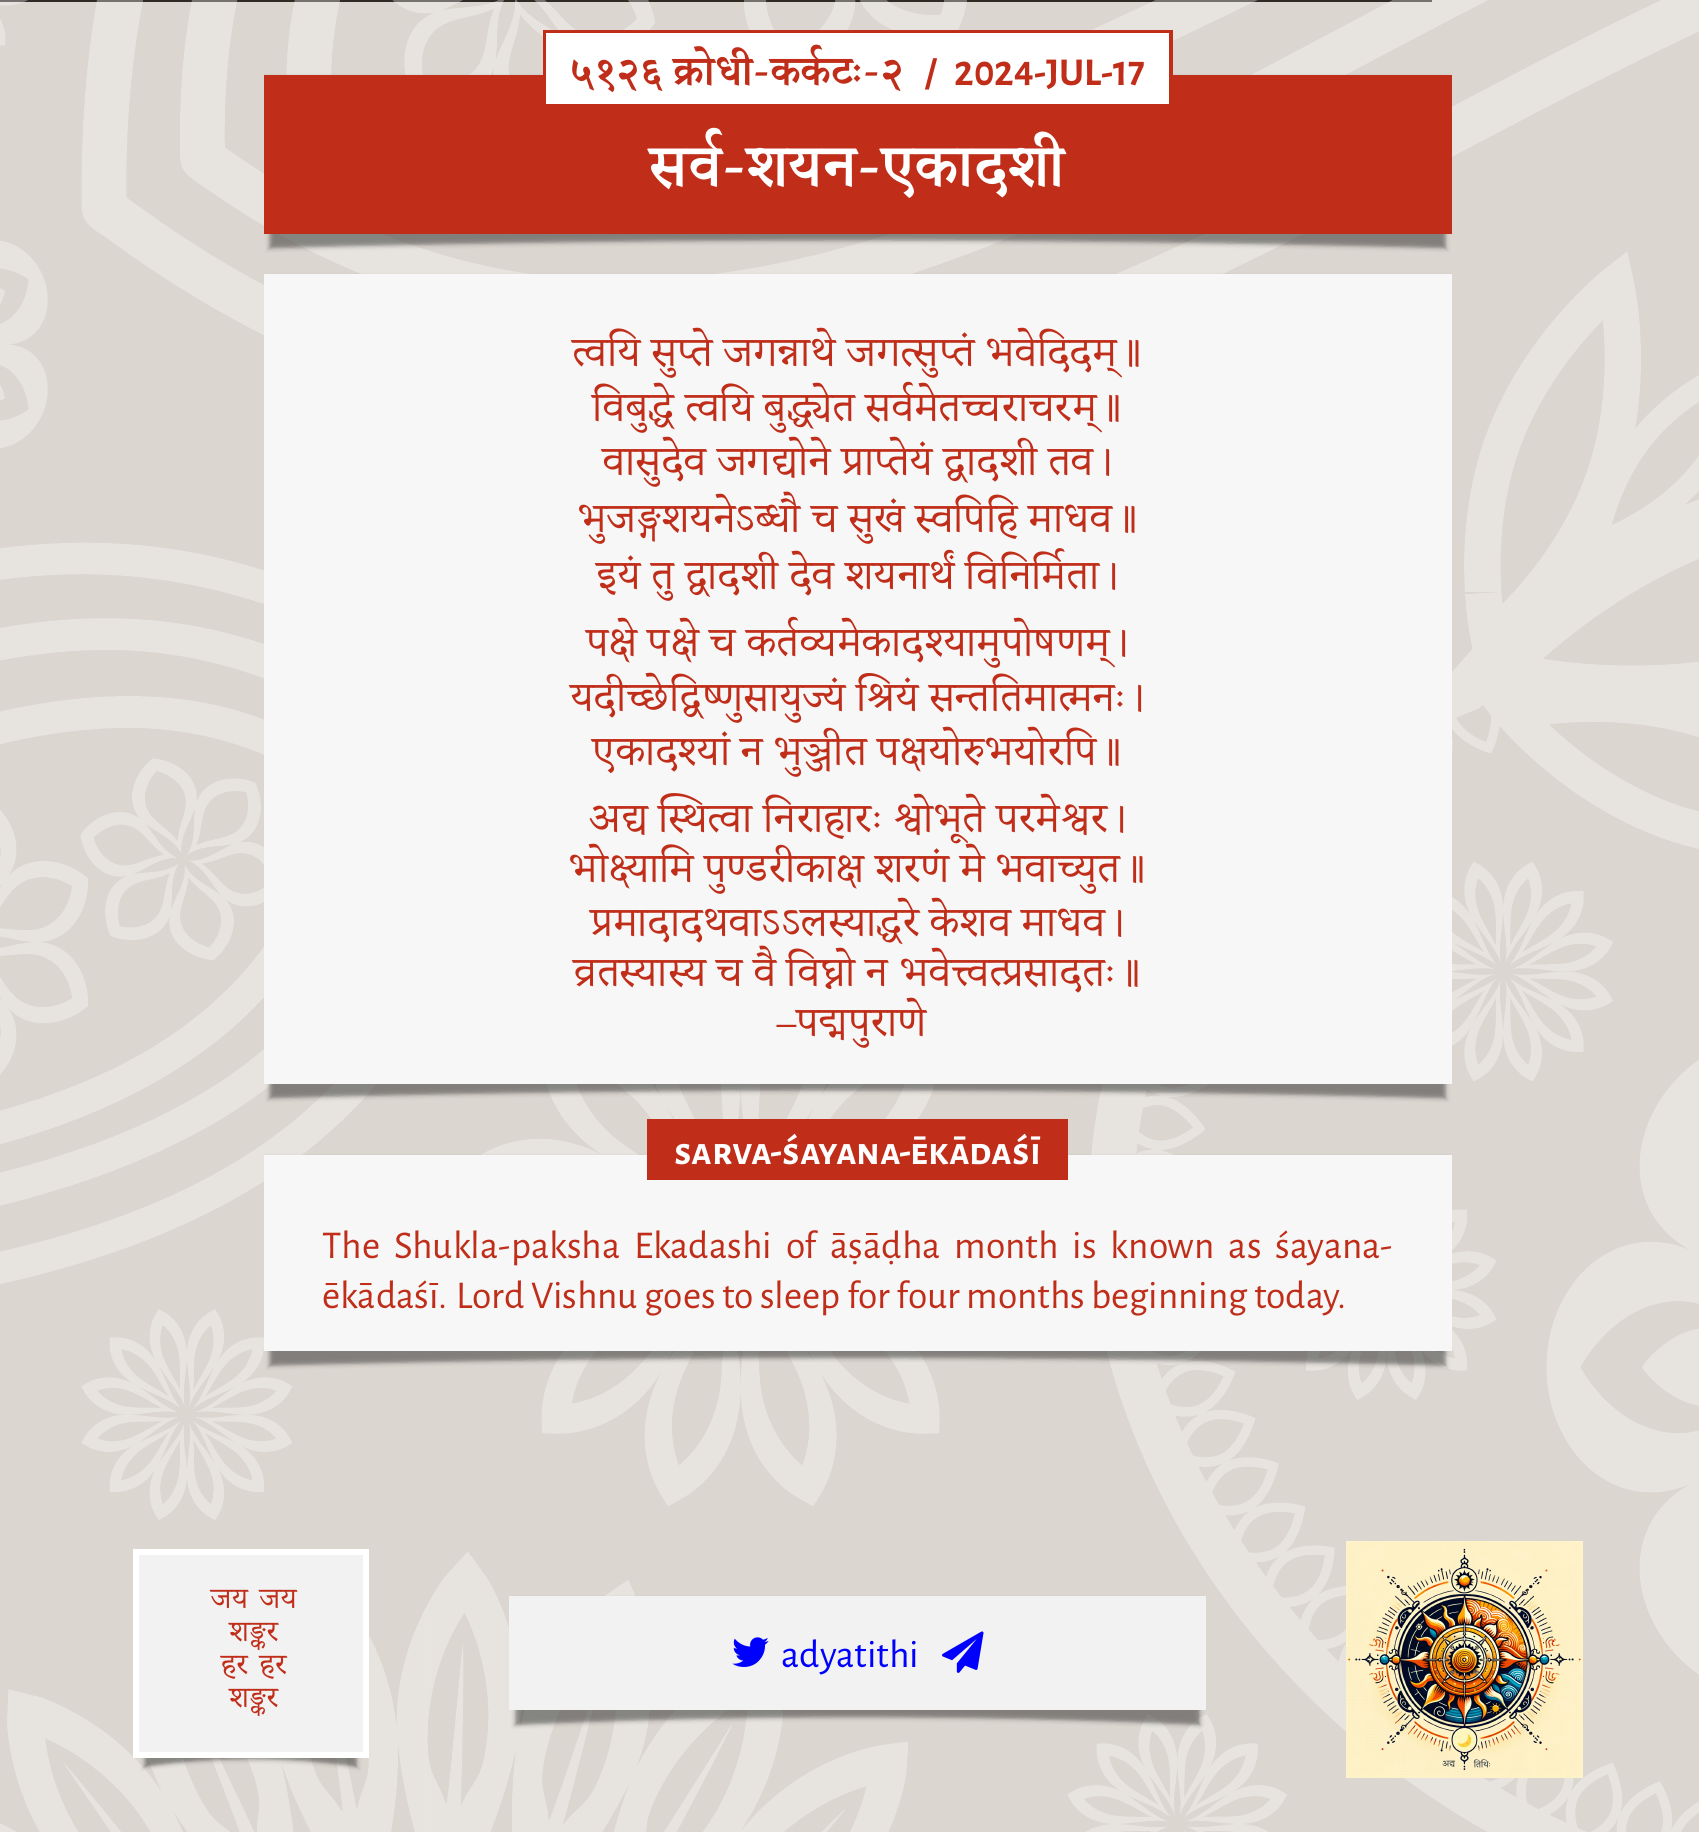 ५१२६ क्रोधी-कर्कटः-२ / 2024-JUL-17
सर्व-शयन-एकादशी
त्वयि सुप्ते जगन्नाथे जगत्सुप्तं भवेदिदम्॥
विबुद्धे त्वयि बुद्ध्येत सर्वमेतच्चराचरम्॥
वासुदेव जगद्योने प्राप्तेयं द्वादशी तव।
भुजङ्गशयनेऽब्धौ च सुखं स्वपिहि माधव॥
इयं तु द्वादशी देव शयनार्थं विनिर्मिता।
पक्षे पक्षे च कर्तव्यमेकादश्यामुपोषणम्।
यदीच्छेद्विष्णुसायुज्यं श्रियं सन्ततिमात्मनः।
एकादश्यां न भुञ्जीत पक्षयोरुभयोरपि॥
अद्य स्थित्वा निराहारः श्वोभूते परमेश्वर।
भोक्ष्यामि पुण्डरीकाक्ष शरणं मे भवाच्युत॥
प्रमादादथवाऽऽलस्याद्धरे केशव माधव।
व्रतस्यास्य च वै विघ्नो न भवेत्त्वत्प्रसादतः॥
–पद्मपुराणे
SARVA-ŚAYANA-ĒKĀDAŚĪ
The Shukla-paksha Ekadashi of āṣāḍha month is known as śayana-
ēkādaśī. Lord Vishnu goes to sleep for four months beginning today.
जय जय
शङ्कर
हर हर
शङ्कर
adyatithi
अद्य तिथिः